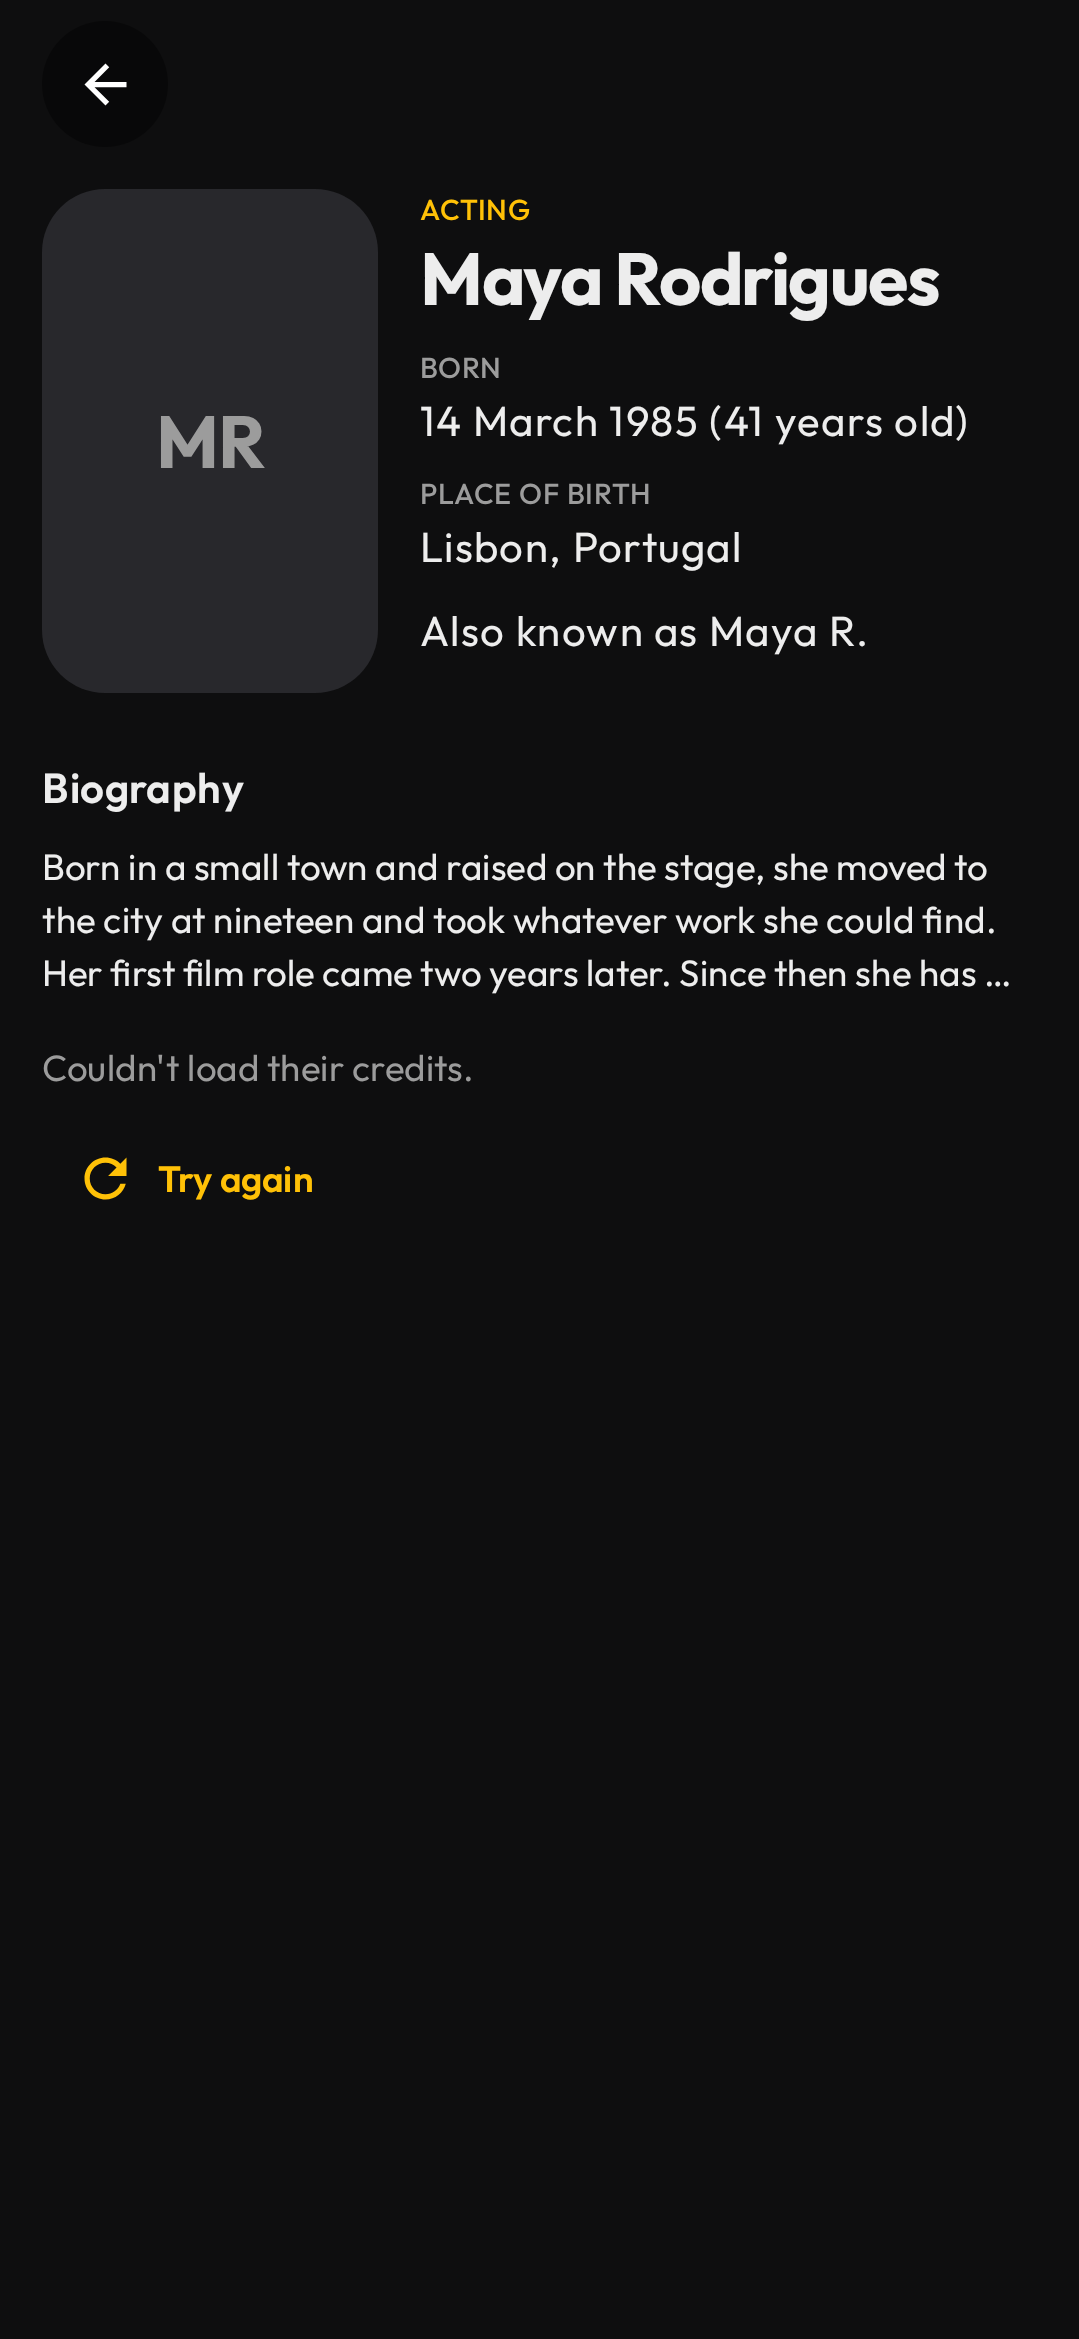 ACTING
Maya Rodrigues
BORN
14 March 1985 (41 years old)
MR
PLACE OF BIRTH
Lisbon, Portugal
Also known as Maya R.
Biography
Born in a small town and raised on the stage, she moved to
the city at nineteen and took whatever work she could find.
Her first film role came two years later. Since then she has …
Couldn't load their credits.
Try again